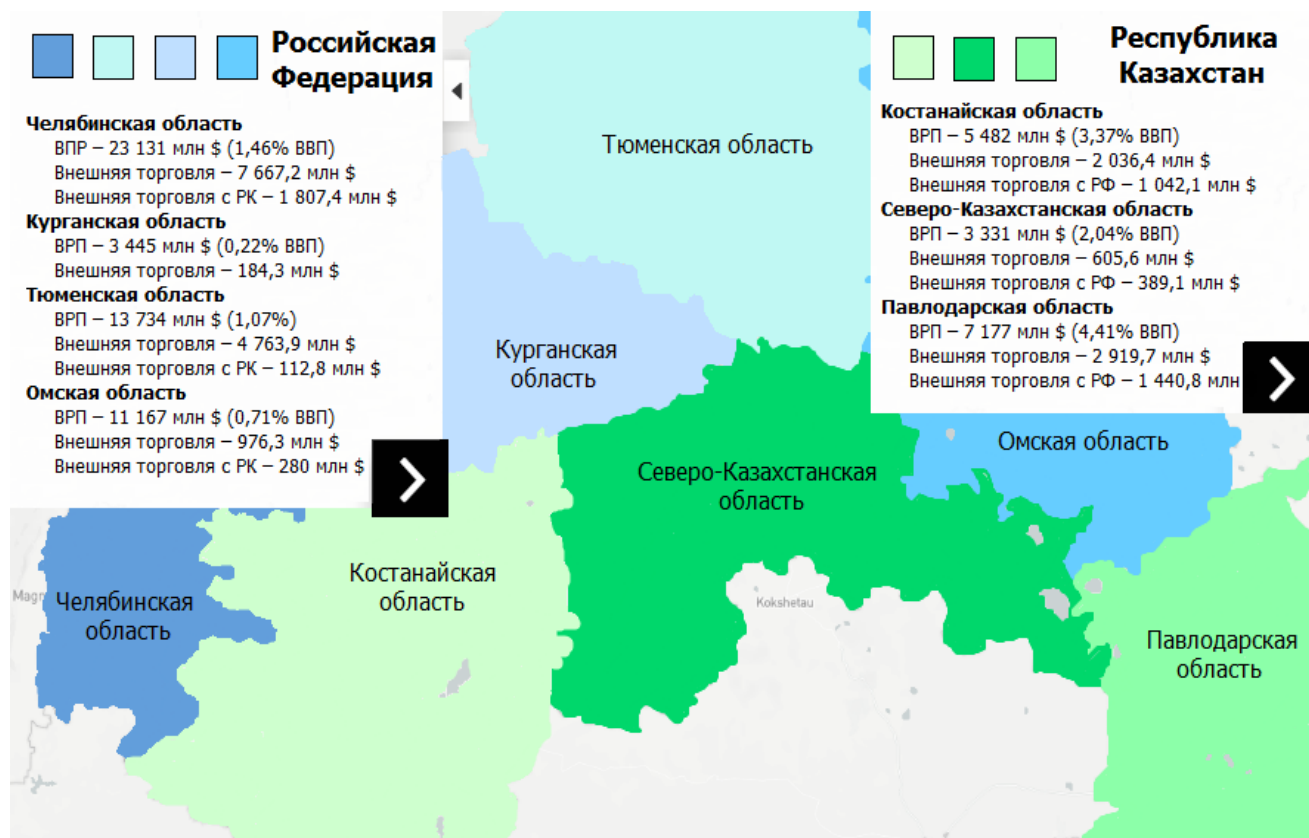 Российская
Федерация
Челябинская область
ВПР – 23 131 млн $ (1,46% ВВП)
Внешняя торговля – 7 667,2 млн $
Внешняя торговля с РК – 1 807,4 млн $
Курганская область
ВРП – 3 445 млн $ (0,22% ВВП)
Внешняя торговля – 184,3 млн $
Тюменская область
ВРП – 13 734 млн $ (1,07%)
Внешняя торговля – 4 763,9 млн $
Внешняя торговля с РК – 112,8 млн $
Омская область
ВРП – 11 167 млн $ (0,71% ВВП)
Внешняя торговля – 976,3 млн $
Внешняя торговля с РК – 280 млн $
Республика
Казахстан
Костанайская область
ВРП – 5 482 млн $ (3,37% ВВП)
Внешняя торговля – 2 036,4 млн $
Внешняя торговля с РФ – 1 042,1 млн $
Северо-Казахстанская область
ВРП – 3 331 млн $ (2,04% ВВП)
Внешняя торговля – 605,6 млн $
Внешняя торговля с РФ – 389,1 млн $
Павлодарская область
ВРП – 7 177 млн $ (4,41% ВВП)
Внешняя торговля – 2 919,7 млн $
Внешняя торговля с РФ – 1 440,8 млн
Тюменская область
Курганская
область
Омская область
Северо-Казахстанская
область
Костанайская
область
Magn
Челябинская
область
Kokshetau
Павлодарская
область